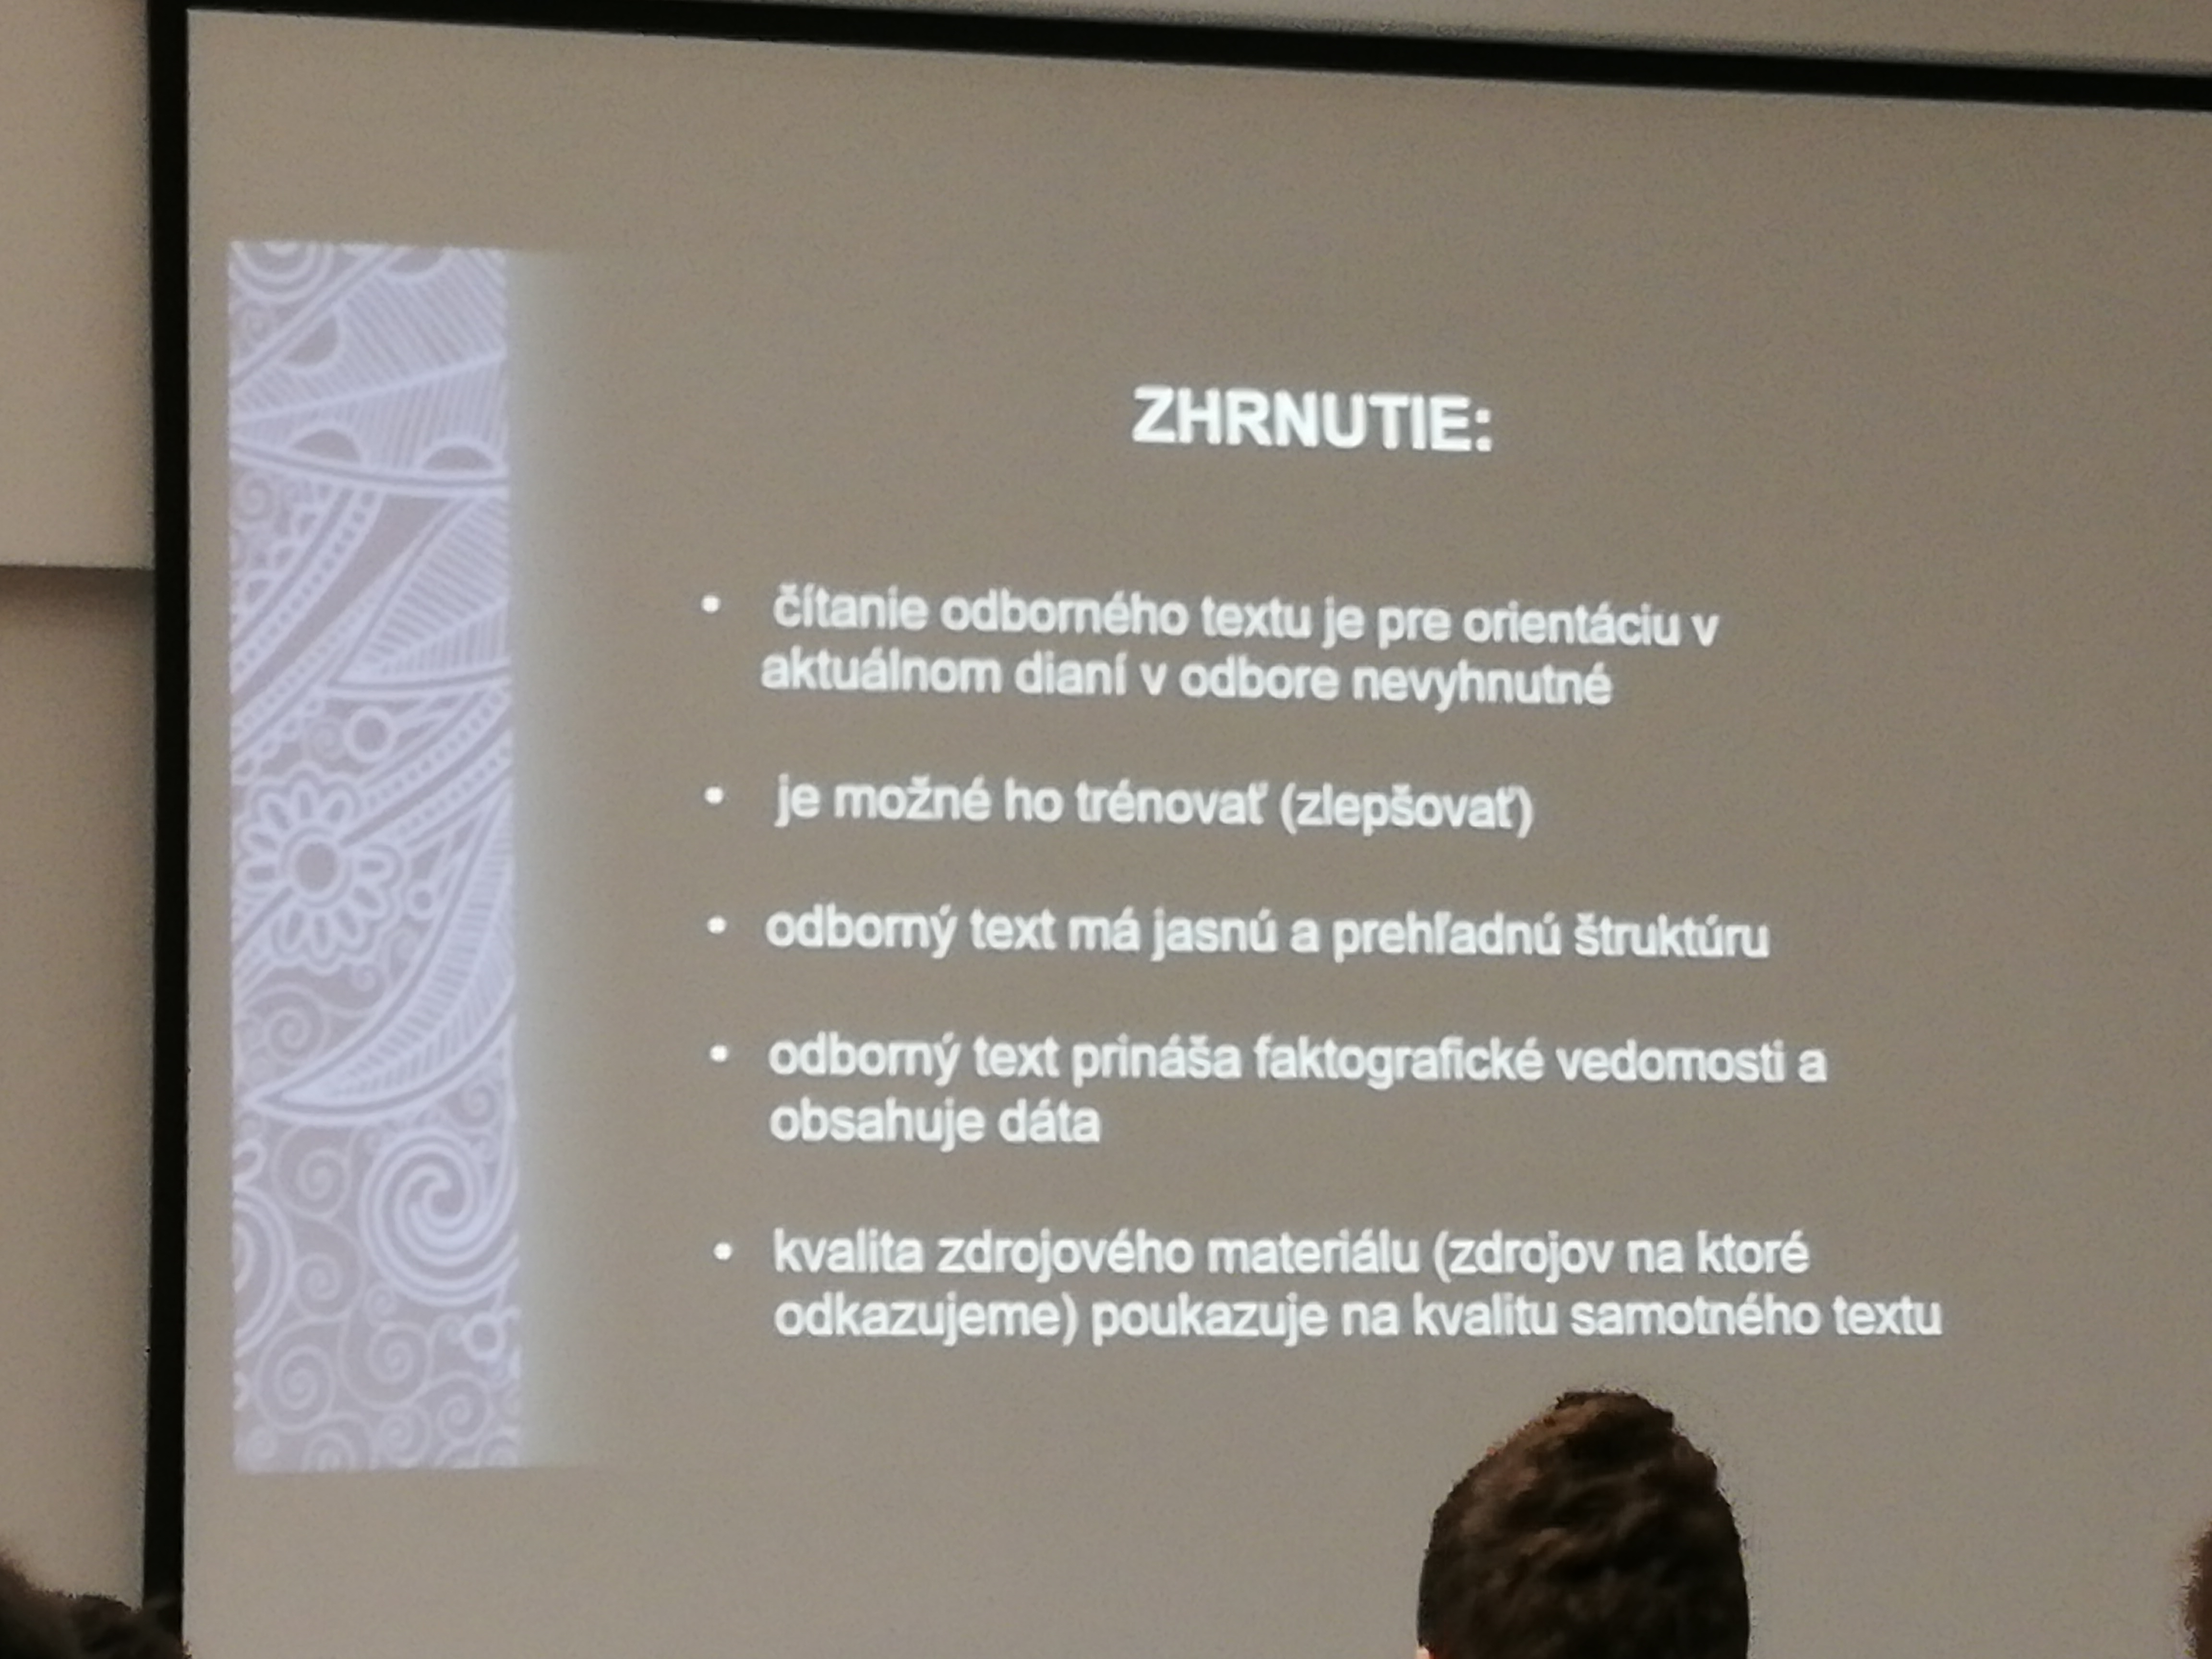 ZHRNUTIE:
• čítanie odborného textu je pre orientáciu v
aktuálnom dianí v odbore nevyhnutné
• je možné ho trénovať (zlepšovať)
• odborný text má jasnú a prehľadnú štruktúru
• odborný text prináša faktografické vedomosti a
obsahuje dáta
• kvalita zdrojového materiálu (zdrojov na ktoré
odkazujeme) poukazuje na kvalitu samotného textu